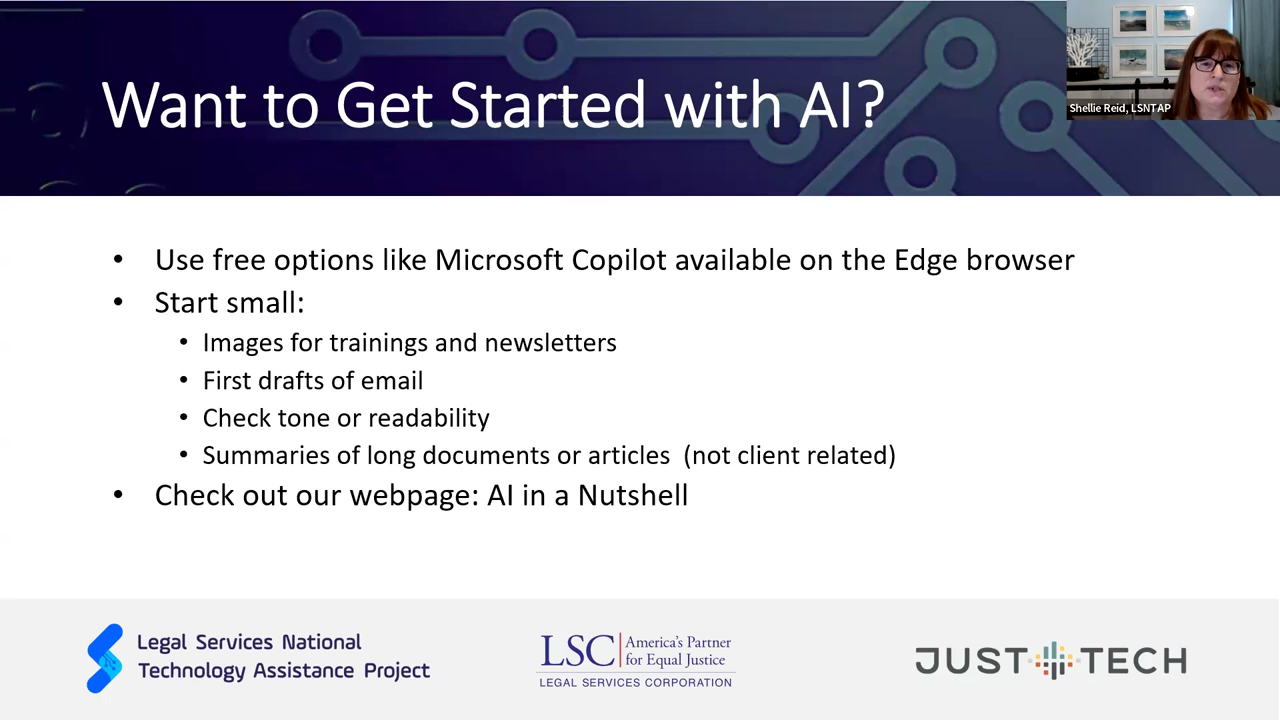 Want to Get Started with AI?
Shellie Reid, LSNTAP
• Use free options like Microsoft Copilot available on the Edge browser
• Start small:
• Images for trainings and newsletters
• First drafts of email
• Check tone or readability
• Summaries of long documents or articles  (not client related)
• Check out our webpage: AI in a Nutshell
Legal Services National
Technology Assistance Project
LSC
America's Partner
for Equal Justice
LEGAL SERVICES CORPORATION
JUST TECH